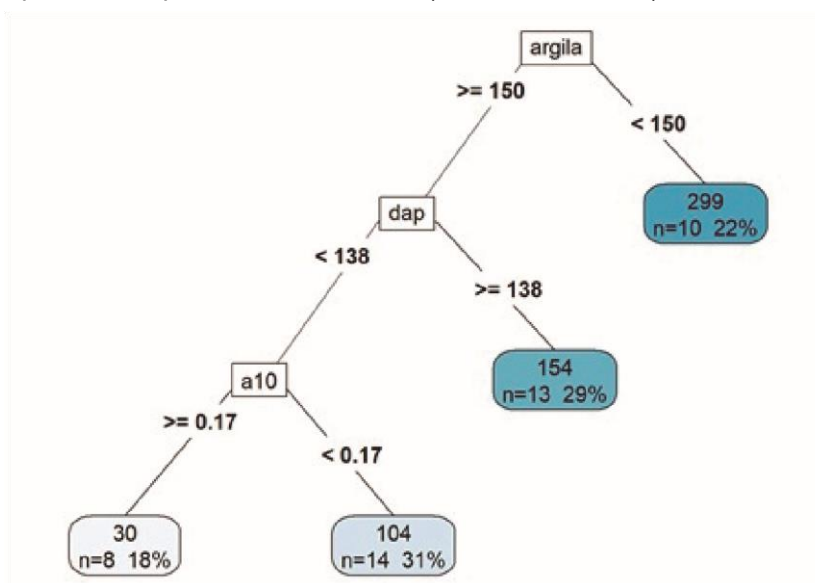 argila
>= 150
< 150
299
n=10 22%
dap
< 138
>= 138
154
n=13 29%
a10
>= 0.17
< 0.17
30
n=8 18%
104
n=14 31%